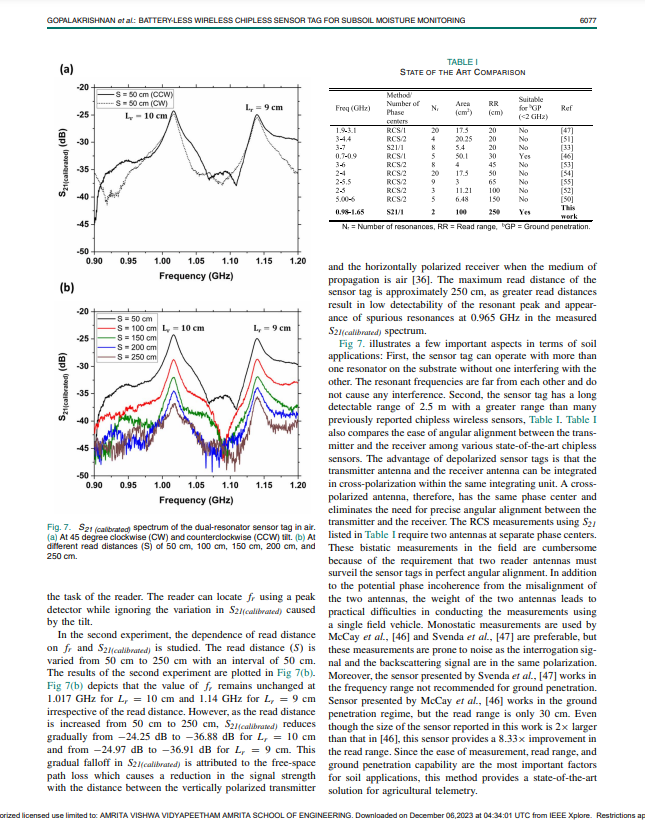 GOPALAKRISHNAN et al.: BATTERY-LESS WIRELESS CHIPLESS SENSOR TAG FOR SUBSOIL MOISTURE MONITORING 6077
(a)
-20
-25
-30
-35
-40
-45
-50
S21(calibrated) (dB)
S = 50 cm (CCW)
S = 50 cm (CW)
Lr = 10 cm
Lr = 9 cm
0.90 0.95 1.00 1.05 1.10 1.15 1.20
Frequency (GHz)
(b)
-20
-25
-30
-35
-40
-45
-50
S21(calibrated) (dB)
S = 50 cm
S = 100 cm
S = 150 cm
S = 200 cm
S = 250 cm
Lr = 10 cm
Lr = 9 cm
0.90 0.95 1.00 1.05 1.10 1.15 1.20
Frequency (GHz)
Fig. 7. S21 (calibrated) spectrum of the dual-resonator sensor tag in air.
(a) At 45 degree clockwise (CW) and counterclockwise (CCW) tilt. (b) At
different read distances (S) of 50 cm, 100 cm, 150 cm, 200 cm, and
250 cm.
the task of the reader. The reader can locate fr using a peak
detector while ignoring the variation in S21(calibrated) caused
by the tilt.
In the second experiment, the dependence of read distance
on fr and S21(calibrated) is studied. The read distance (S) is
varied from 50 cm to 250 cm with an interval of 50 cm.
The results of the second experiment are plotted in Fig 7(b).
Fig 7(b) depicts that the value of fr remains unchanged at
1.017 GHz for Lr = 10 cm and 1.14 GHz for Lr = 9 cm
irrespective of the read distance. However, as the read distance
is increased from 50 cm to 250 cm, S21(calibrated) reduces
gradually from −24.25 dB to −36.88 dB for Lr = 10 cm
and from −24.97 dB to −36.91 dB for Lr = 9 cm. This
gradual falloff in S21(calibrated) is attributed to the free-space
path loss which causes a reduction in the signal strength
with the distance between the vertically polarized transmitter
TABLE I
STATE OF THE ART COMPARISON
Freq (GHz) Method/ Number of Phase centers Nr Area (cm2) RR (cm) Suitable for bGP (<2 GHz) Ref
1.9-3.1 RCS/1 20 17.5 20 No [47]
3-4.4 RCS/2 4 20.25 20 No [51]
3-7 S21/1 8 5.4 20 No [33]
0.7-0.9 RCS/1 5 50.1 30 Yes [46]
3-6 RCS/2 8 4 45 No [53]
2-4 RCS/2 20 17.5 50 No [54]
2-5.5 RCS/2 9 3 65 No [55]
2-5 RCS/2 3 11.21 100 No [52]
5.00-6 RCS/2 5 6.48 150 No [50]
0.98-1.65 S21/1 2 100 250 Yes This work
Nr = Number of resonances, RR = Read range, bGP = Ground penetration.
and the horizontally polarized receiver when the medium of
propagation is air [36]. The maximum read distance of the
sensor tag is approximately 250 cm, as greater read distances
result in low detectability of the resonant peak and appear-
ance of spurious resonances at 0.965 GHz in the measured
S21(calibrated) spectrum.
Fig 7. illustrates a few important aspects in terms of soil
applications: First, the sensor tag can operate with more than
one resonator on the substrate without one interfering with the
other. The resonant frequencies are far from each other and do
not cause any interference. Second, the sensor tag has a long
detectable range of 2.5 m with a greater range than many
previously reported chipless wireless sensors, Table I. Table I
also compares the ease of angular alignment between the trans-
mitter and the receiver among various state-of-the-art chipless
sensors. The advantage of depolarized sensor tags is that the
transmitter antenna and the receiver antenna can be integrated
in cross-polarization within the same integrating unit. A cross-
polarized antenna, therefore, has the same phase center and
eliminates the need for precise angular alignment between the
transmitter and the receiver. The RCS measurements using S21
listed in Table I require two antennas at separate phase centers.
These bistatic measurements in the field are cumbersome
because of the requirement that two reader antennas must
surveil the sensor tags in perfect angular alignment. In addition
to the potential phase incoherence from the misalignment of
the two antennas, the weight of the two antennas leads to
practical difficulties in conducting the measurements using
a single field vehicle. Monostatic measurements are used by
McCay et al., [46] and Svenda et al., [47] are preferable, but
these measurements are prone to noise as the interrogation sig-
nal and the backscattering signal are in the same polarization.
Moreover, the sensor presented by Svenda et al., [47] works in
the frequency range not recommended for ground penetration.
Sensor presented by McCay et al., [46] works in the ground
penetration regime, but the read range is only 30 cm. Even
though the size of the sensor reported in this work is 2× larger
than that in [46], this sensor provides a 8.33× improvement in
the read range. Since the ease of measurement, read range, and
ground penetration capability are the most important factors
for soil applications, this method provides a state-of-the-art
solution for agricultural telemetry.
orized licensed use limited to: AMRITA VISHWA VIDYAPEETHAM AMRITA SCHOOL OF ENGINEERING. Downloaded on December 06,2023 at 04:34:01 UTC from IEEE Xplore. Restrictions ap